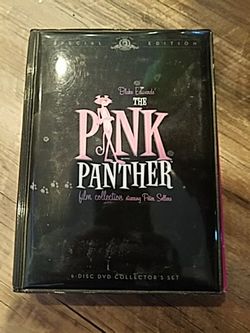 SPECIAL EDITION
Blake Edwards'
THE
PINK
PANTHER
film collection starring Peter Sellers
6-DISC DVD COLLECTOR'S SET